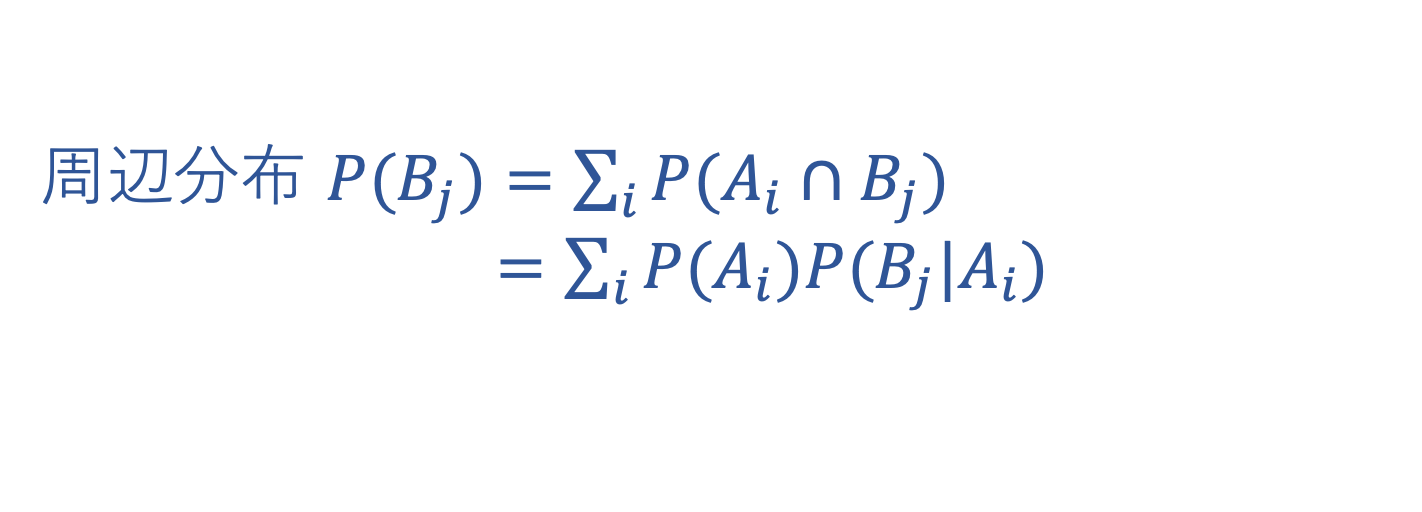 周辺分布 P(B_j) = ∑_i P(A_i ∩ B_j)
= ∑_i P(A_i)P(B_j|A_i)